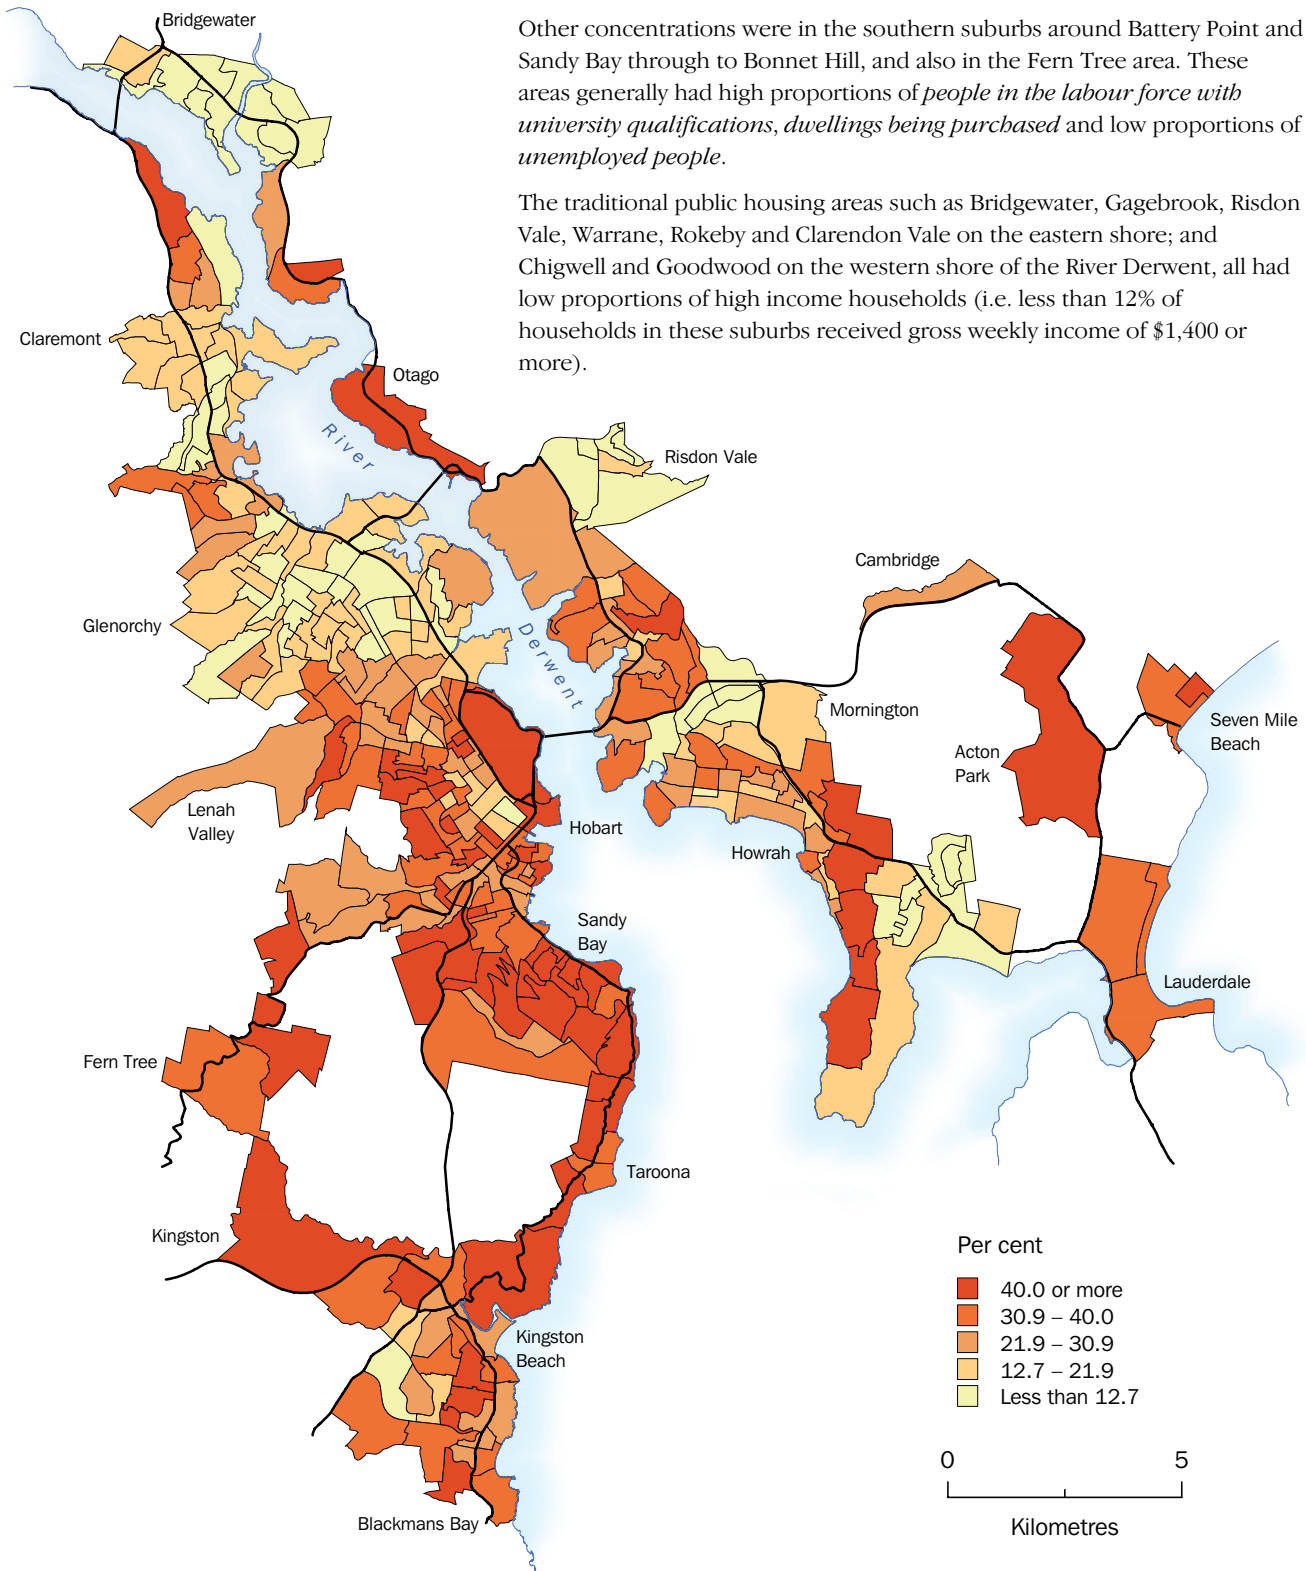 Other concentrations were in the southern suburbs around Battery Point and
Sandy Bay through to Bonnet Hill, and also in the Fern Tree area. These
areas generally had high proportions of people in the labour force with
university qualifications, dwellings being purchased and low proportions of
unemployed people.
The traditional public housing areas such as Bridgewater, Gagebrook, Risdon
Vale, Warrane, Rokeby and Clarendon Vale on the eastern shore; and
Chigwell and Goodwood on the western shore of the River Derwent, all had
low proportions of high income households (i.e. less than 12% of
households in these suburbs received gross weekly income of $1,400 or
more).
Bridgewater
Claremont
Otago
River
Risdon Vale
Cambridge
Glenorchy
Derwent
Mornington
Seven Mile
Beach
Acton
Park
Lenah
Valley
Hobart
Howrah
Sandy
Bay
Lauderdale
Fern Tree
Taroona
Kingston
Kingston
Beach
Blackmans Bay
Per cent
40.0 or more
30.9 – 40.0
21.9 – 30.9
12.7 – 21.9
Less than 12.7
0 5
Kilometres